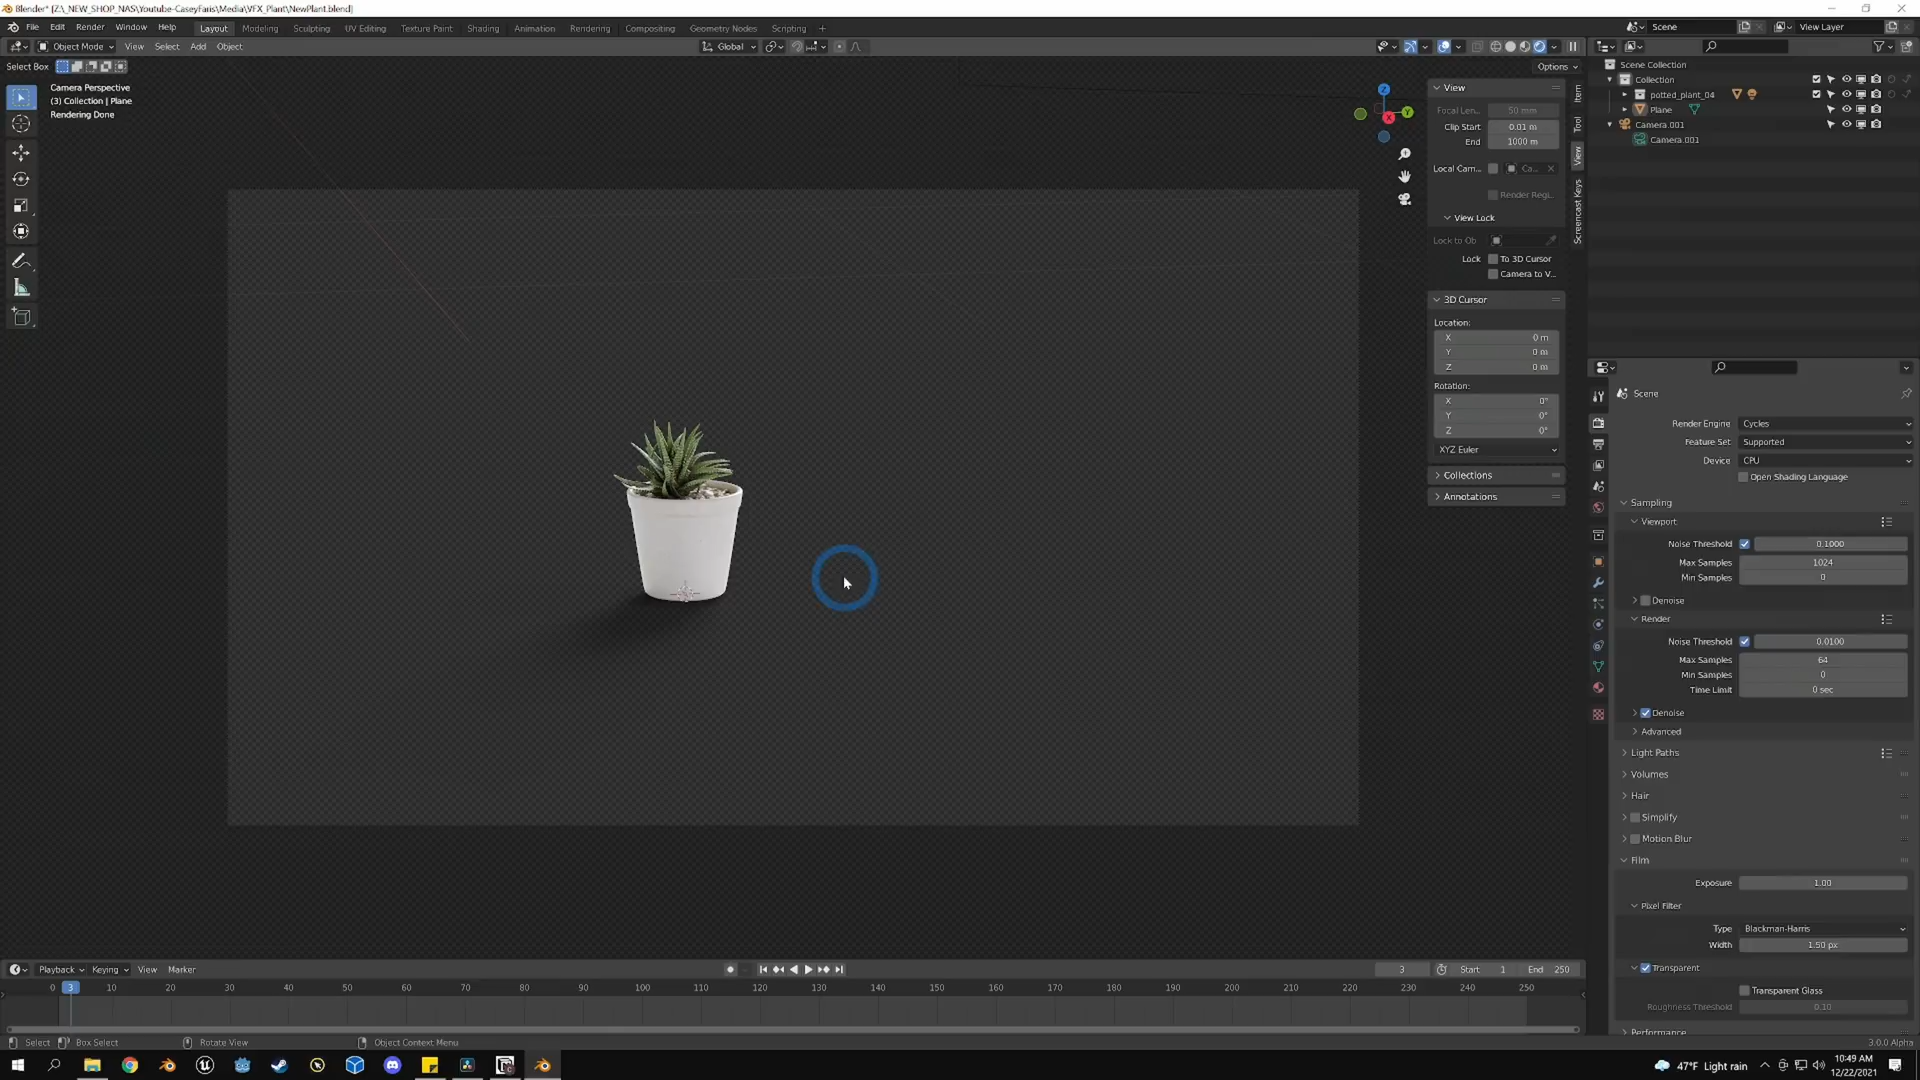 Blender* [Z:\_NEW_SHOP_NAS\Youtube-CaseyFaris\Media\VFX_Plant\NewPlant.blend]
File Edit Render Window Help Layout Modeling Sculpting UV Editing Texture Paint Shading Animation Rendering Compositing Geometry Nodes Scripting + Scene View Layer
Object Mode View Select Add Object Global
Select Box Options
Camera Perspective
(3) Collection | Plane
Rendering Done
View
Focal Len... 50 mm
Clip Start 0.01 m
End 1000 m
Local Cam... Ca...
Render Regi...
View Lock
Lock to Ob
Lock To 3D Cursor
Camera to V...
3D Cursor
Location:
X 0 m
Y 0 m
Z 0 m
Rotation:
X 0°
Y 0°
Z 0°
XYZ Euler
Collections
Annotations
Item
Tool
View
Screencast Keys
Scene Collection
Collection
potted_plant_04
Plane
Camera.001
Camera.001
Scene
Render Engine Cycles
Feature Set Supported
Device CPU
Open Shading Language
Sampling
Viewport
Noise Threshold 0.1000
Max Samples 1024
Min Samples 0
Denoise
Render
Noise Threshold 0.0100
Max Samples 64
Min Samples 0
Time Limit 0 sec
Denoise
Advanced
Light Paths
Volumes
Hair
Simplify
Motion Blur
Film
Exposure 1.00
Pixel Filter
Type Blackman-Harris
Width 1.50 px
Transparent
Transparent Glass
Roughness Threshold 0.10
Performance
Playback Keying View Marker 3 Start 1 End 250
0 3 10 20 30 40 50 60 70 80 90 100 110 120 130 140 150 160 170 180 190 200 210 220 230 240 250
Select Box Select Rotate View Object Context Menu 3.0.0 Alpha
47°F Light rain 10:49 AM
12/22/2021